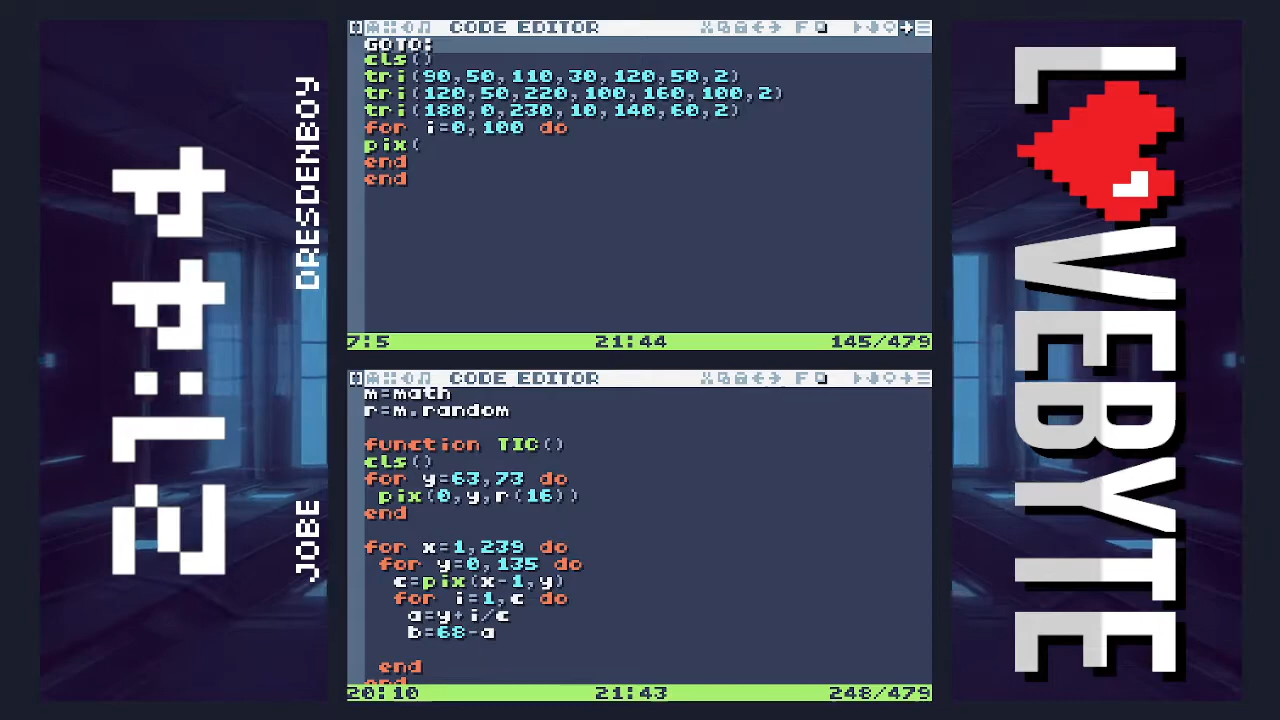 21:44
DRESDENBOY
JOBE
CODE EDITOR
GOTO:
cls()
tri(90,50,110,30,120,50,2)
tri(120,50,220,100,160,100,2)
tri(180,0,230,10,140,60,2)
for i=0,100 do
pix(
end
end
7:5 21:44 145/479
CODE EDITOR
m=math
r=m.random
function TIC()
cls()
for y=63,73 do
pix(0,y,r(16))
end
for x=1,239 do
for y=0,135 do
c=pix(x-1,y)
for i=1,c do
a=y+i/c
b=68-a
end
end
20:10 21:43 248/479
L♥VEBYTE